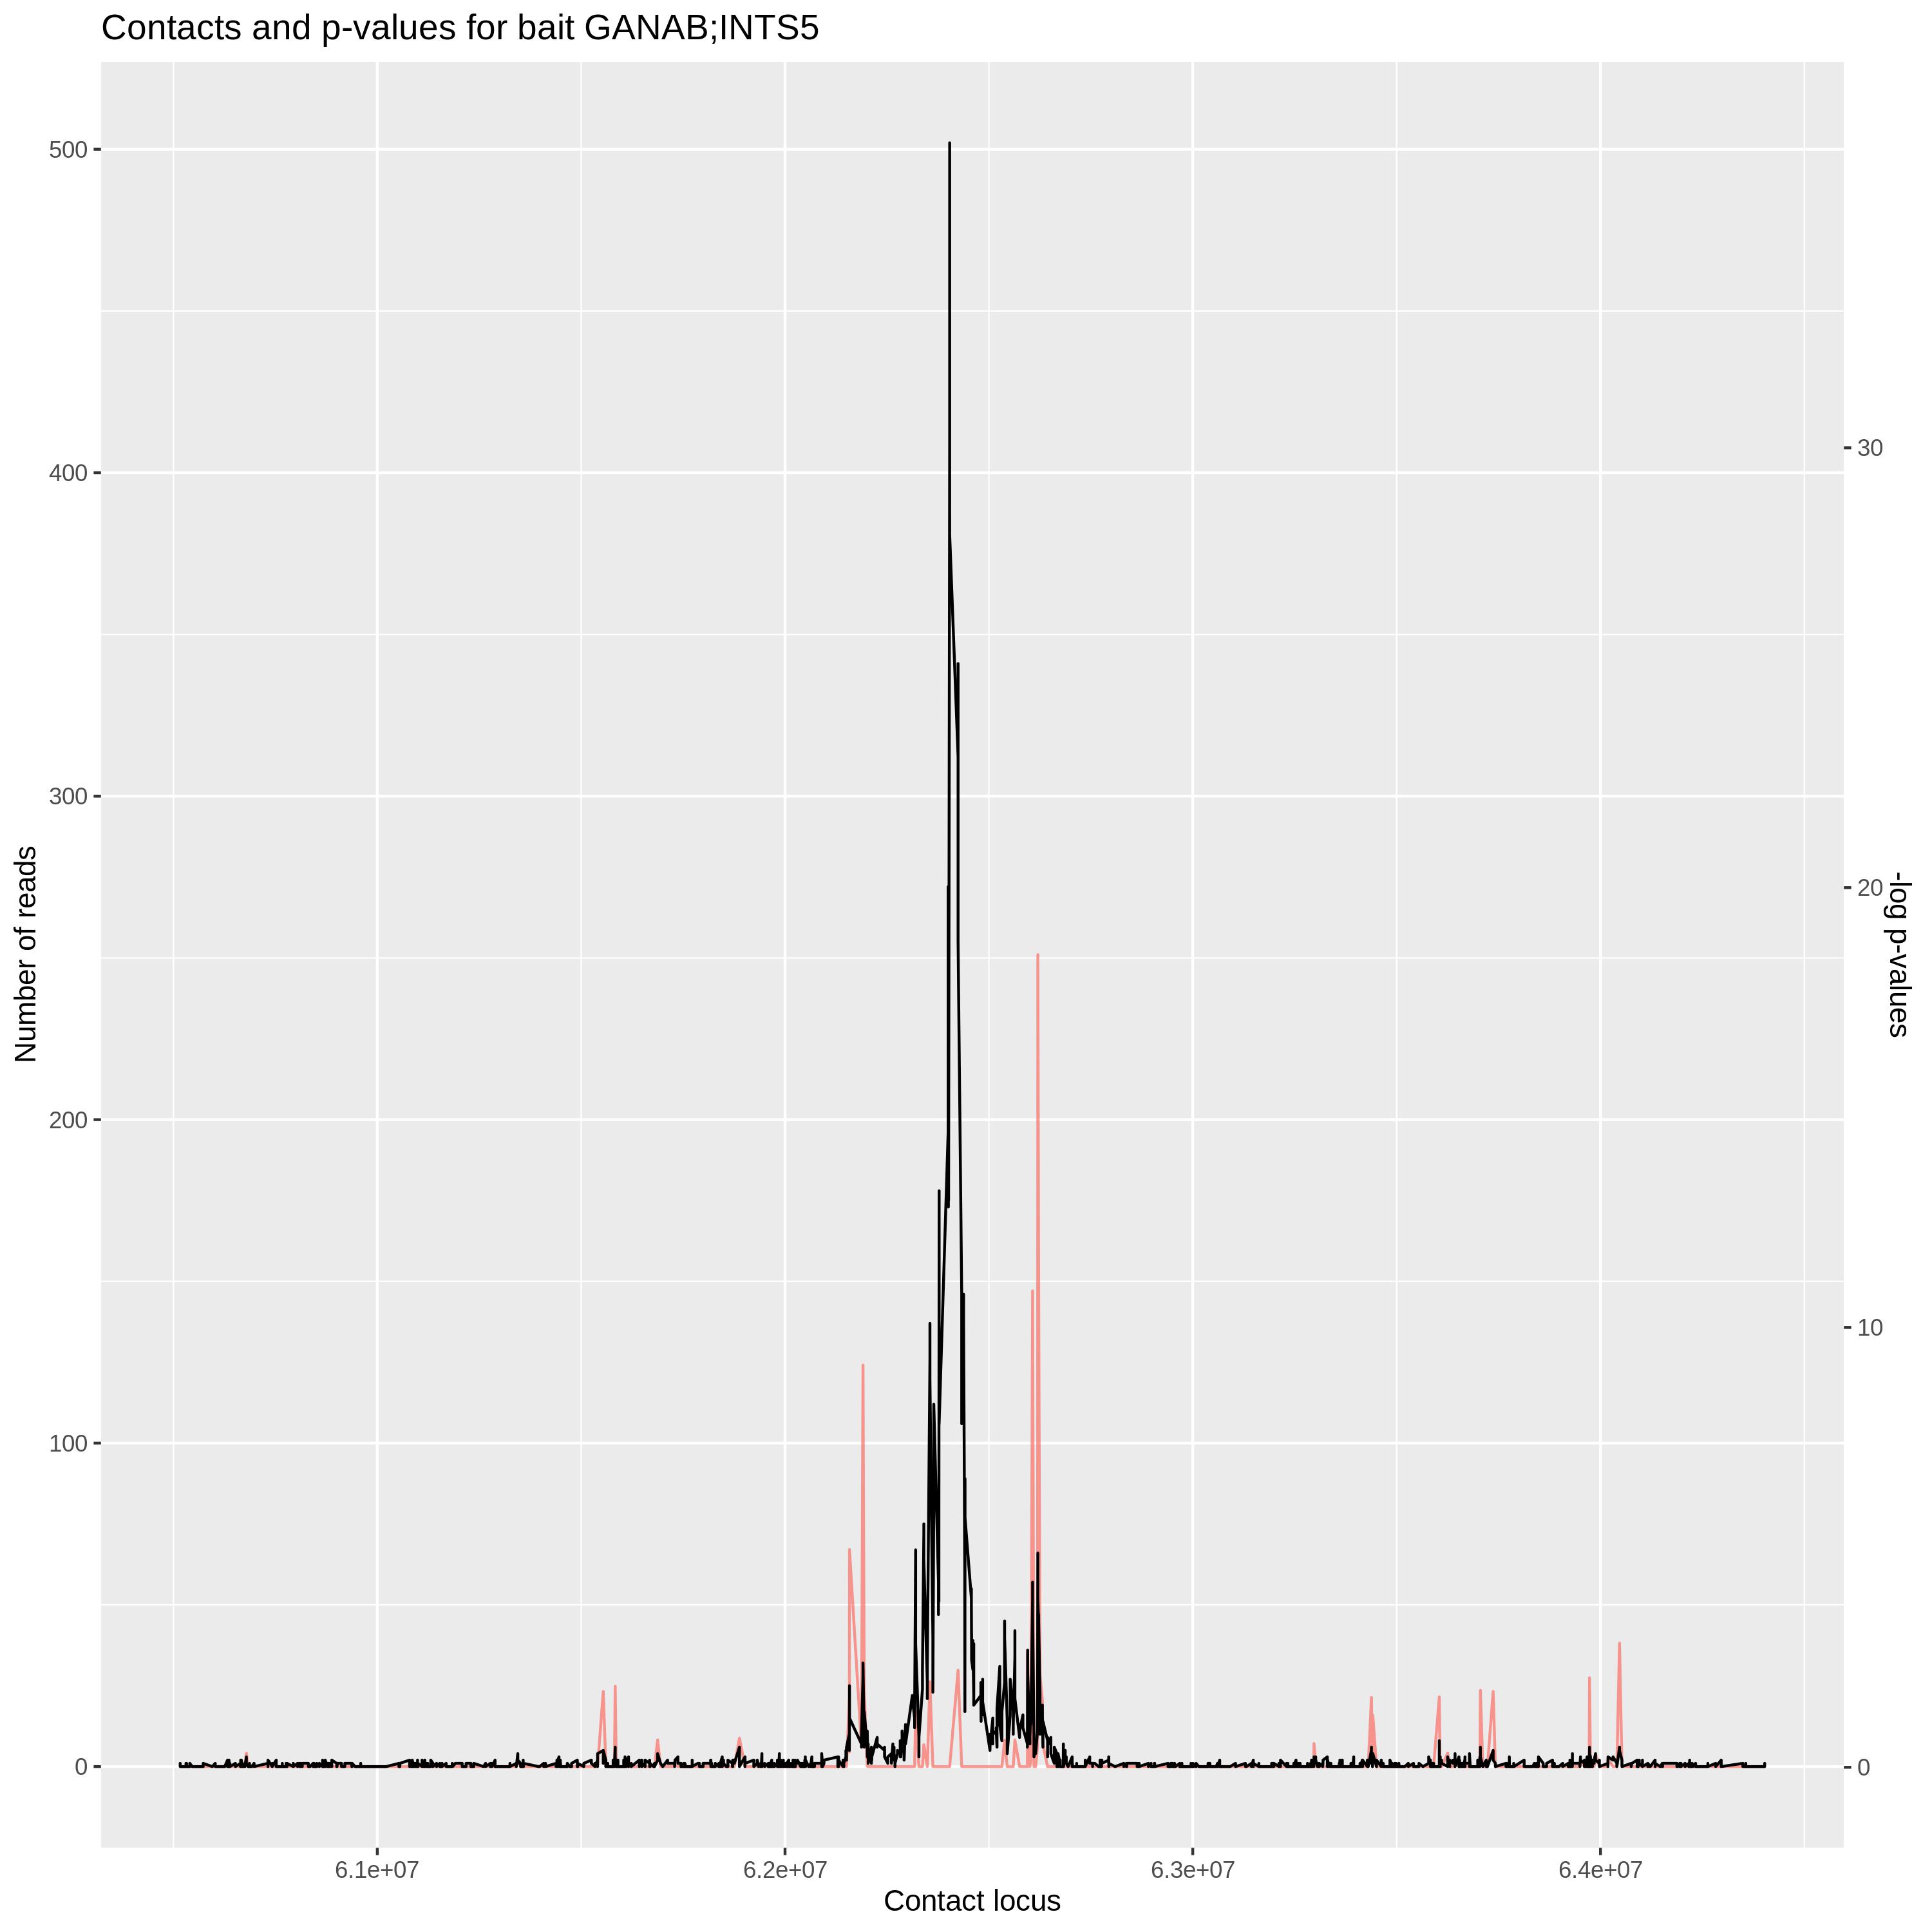 Contacts and p-values for bait GANAB;INTS5
500
400
300
200
100
0
Number of reads
30
20
10
0
-log p-values
6.1e+07
6.2e+07
6.3e+07
6.4e+07
Contact locus